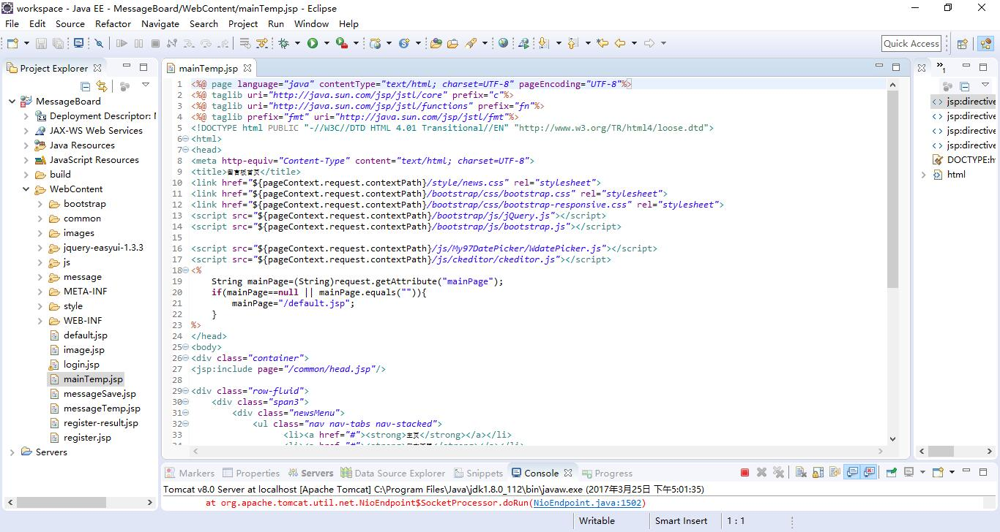 workspace - Java EE - MessageBoard/WebContent/mainTemp.jsp - Eclipse
File Edit Source Refactor Navigate Search Project Run Window Help
Quick Access
Project Explorer
MessageBoard
Deployment Descriptor:
JAX-WS Web Services
Java Resources
JavaScript Resources
build
WebContent
bootstrap
common
images
jquery-easyui-1.3.3
js
message
META-INF
style
WEB-INF
default.jsp
image.jsp
login.jsp
mainTemp.jsp
messageSave.jsp
messageTemp.jsp
register-result.jsp
register.jsp
Servers
mainTemp.jsp
1 <%@ page language="java" contentType="text/html; charset=UTF-8" pageEncoding="UTF-8"%>
2 <%@ taglib uri="http://java.sun.com/jsp/jstl/core" prefix="c"%>
3 <%@ taglib uri="http://java.sun.com/jsp/jstl/functions" prefix="fn"%>
4 <%@ taglib prefix="fmt" uri="http://java.sun.com/jsp/jstl/fmt"%>
5 <!DOCTYPE html PUBLIC "-//W3C//DTD HTML 4.01 Transitional//EN" "http://www.w3.org/TR/html4/loose.dtd">
6 <html>
7 <head>
8 <meta http-equiv="Content-Type" content="text/html; charset=UTF-8">
9 <title>留言板首页</title>
10 <link href="${pageContext.request.contextPath}/style/news.css" rel="stylesheet">
11 <link href="${pageContext.request.contextPath}/bootstrap/css/bootstrap.css" rel="stylesheet">
12 <link href="${pageContext.request.contextPath}/bootstrap/css/bootstrap-responsive.css" rel="stylesheet">
13 <script src="${pageContext.request.contextPath}/bootstrap/js/jQuery.js"></script>
14 <script src="${pageContext.request.contextPath}/bootstrap/js/bootstrap.js"></script>
15
16 <script src="${pageContext.request.contextPath}/js/My97DatePicker/WdatePicker.js"></script>
17 <script src="${pageContext.request.contextPath}/js/ckeditor/ckeditor.js"></script>
18 <%
19 String mainPage=(String)request.getAttribute("mainPage");
20 if(mainPage==null || mainPage.equals("")){
21 mainPage="/default.jsp";
22 }
23 %>
24 </head>
25 <body>
26 <div class="container">
27 <jsp:include page="/common/head.jsp"/>
28
29 <div class="row-fluid">
30 <div class="span3">
31 <div class="newsMenu">
32 <ul class="nav nav-tabs nav-stacked">
33 <li><a href="#"><strong>主页</strong></a></li>
1
jsp:directive
jsp:directive
jsp:directive
jsp:directive
DOCTYPE:h
html
Markers Properties Servers Data Source Explorer Snippets Console Progress
Tomcat v8.0 Server at localhost [Apache Tomcat] C:\Program Files\Java\jdk1.8.0_112\bin\javaw.exe (2017年3月25日 下午5:01:35)
at org.apache.tomcat.util.net.NioEndpoint$SocketProcessor.doRun(NioEndpoint.java:1502)
Writable Smart Insert 1 : 1